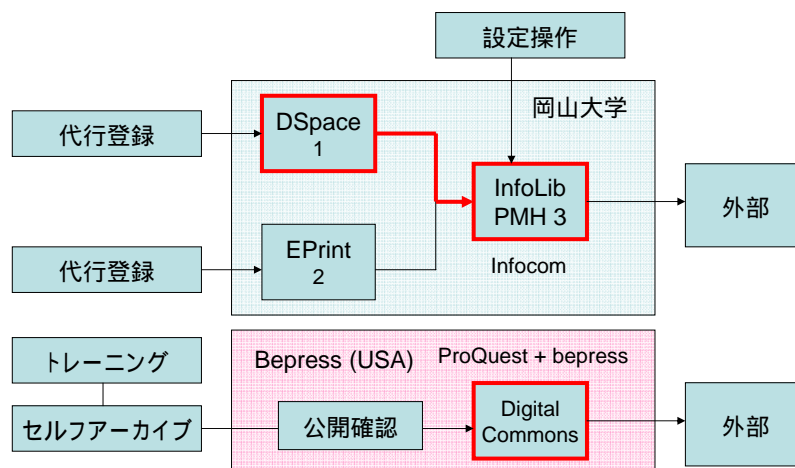 設定操作
岡山大学
代行登録
DSpace
1
InfoLib
PMH 3
外部
代行登録
EPrint
2
Infocom
トレーニング
セルフアーカイブ
Bepress (USA)
ProQuest + bepress
公開確認
Digital
Commons
外部